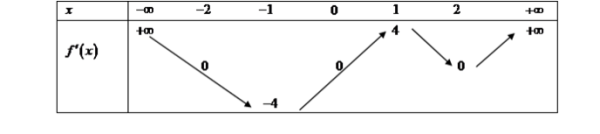 x −∞ −2 −1 0 1 2 +∞
+∞ 4 +∞
f'(x) 0 0 0
−4